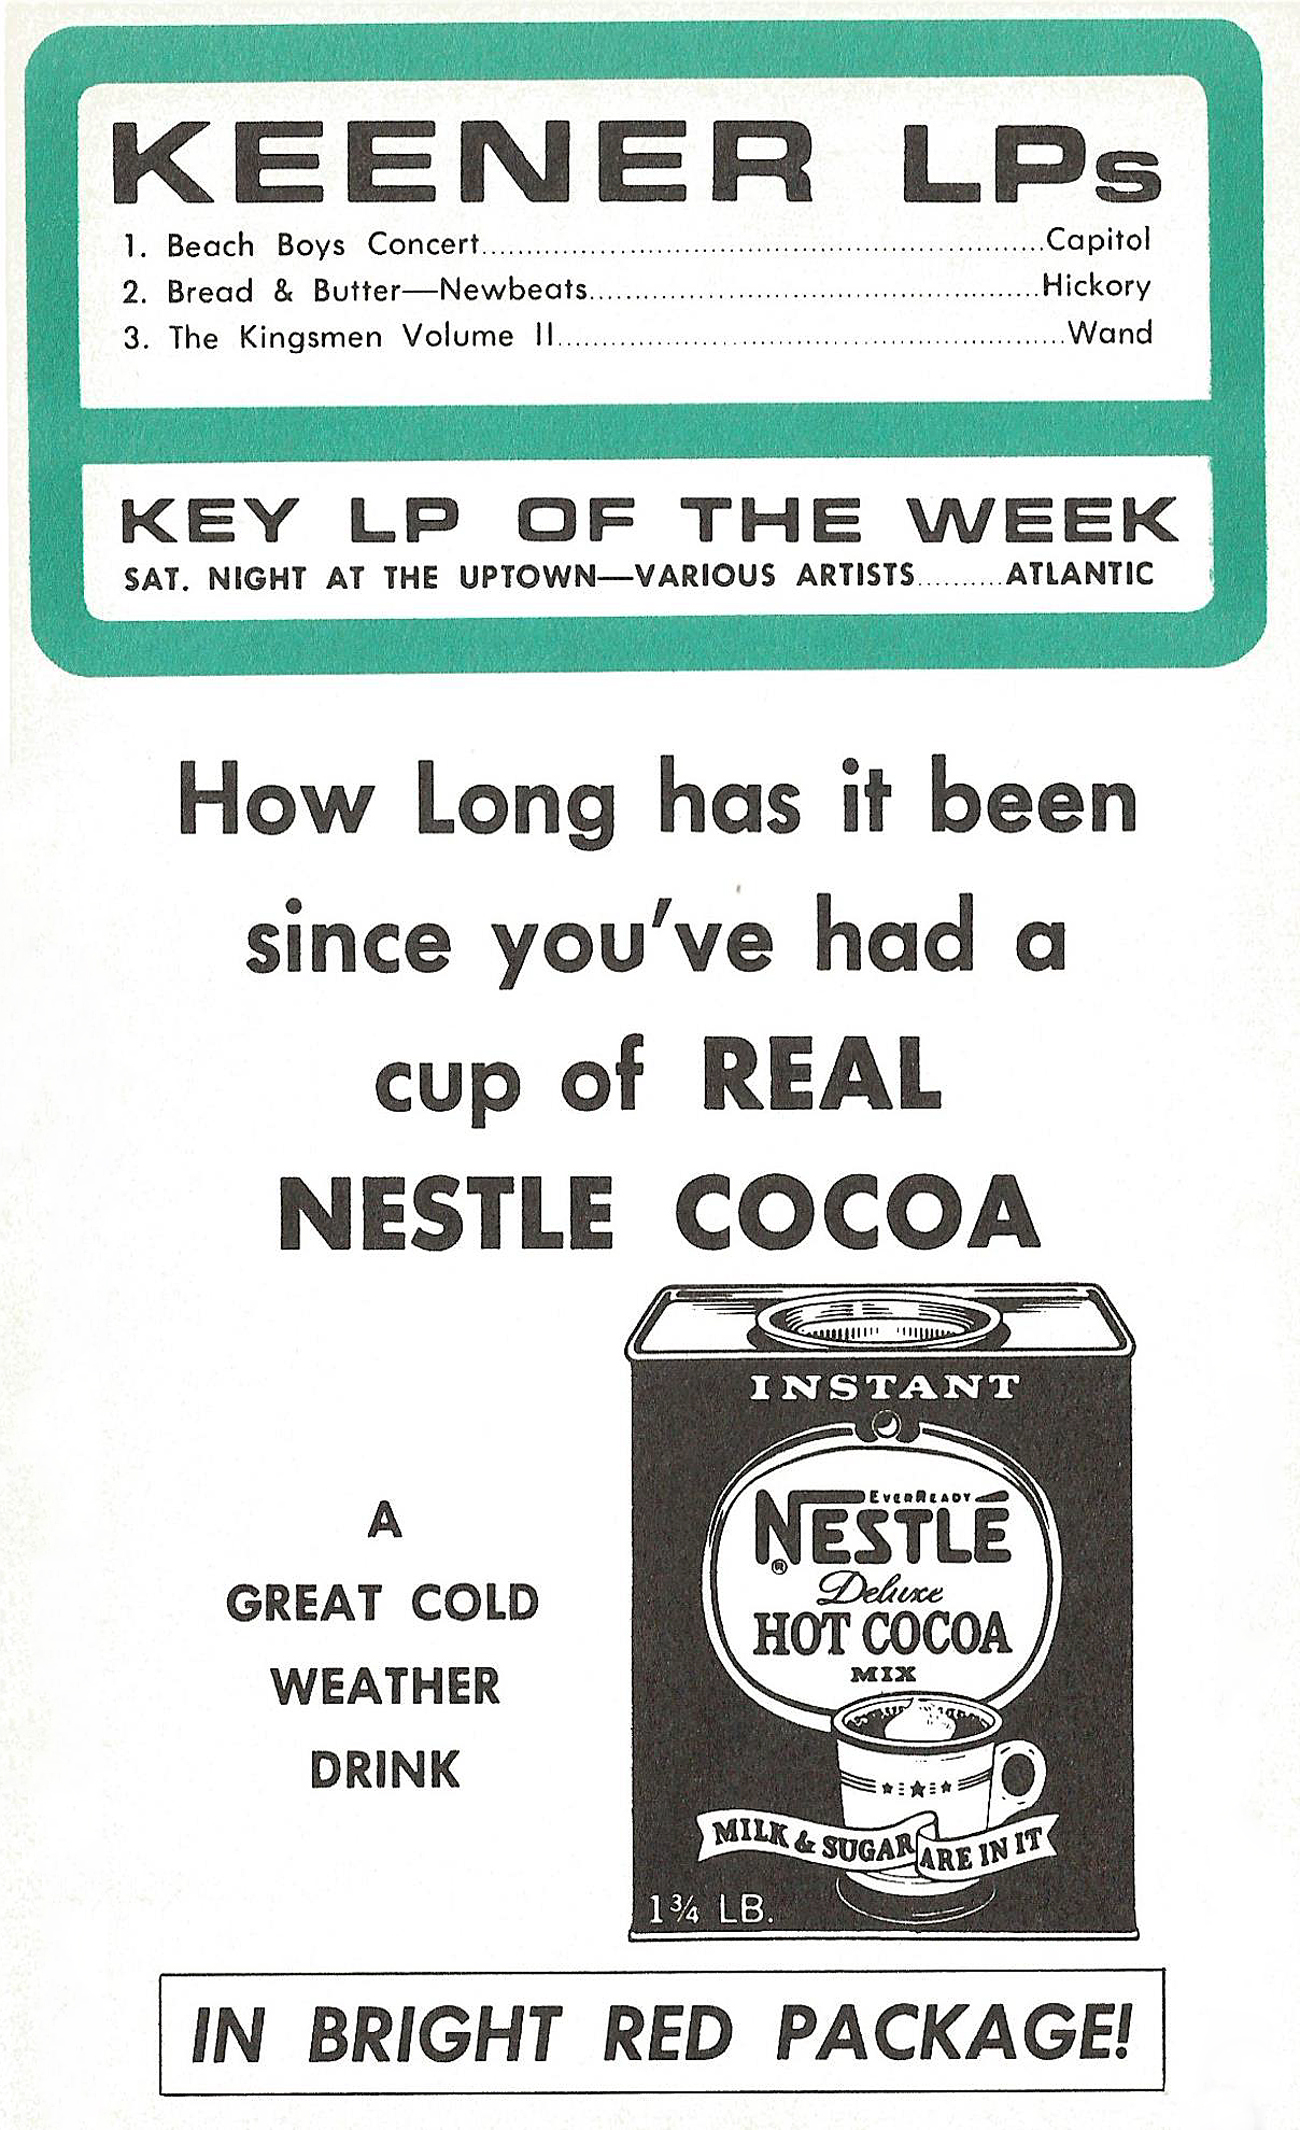 KEENER LPs
1. Beach Boys Concert..........Capitol
2. Bread & Butter—Newbeats..........Hickory
3. The Kingsmen Volume II..........Wand
KEY LP OF THE WEEK
SAT. NIGHT AT THE UPTOWN—VARIOUS ARTISTS..........ATLANTIC
How Long has it been
since you've had a
cup of REAL
NESTLE COCOA
A
GREAT COLD
WEATHER
DRINK
INSTANT
EVERREADY
NESTLÉ
®
Deluxe
HOT COCOA
MIX
MILK & SUGAR ARE IN IT
1 ¾ LB.
IN BRIGHT RED PACKAGE!